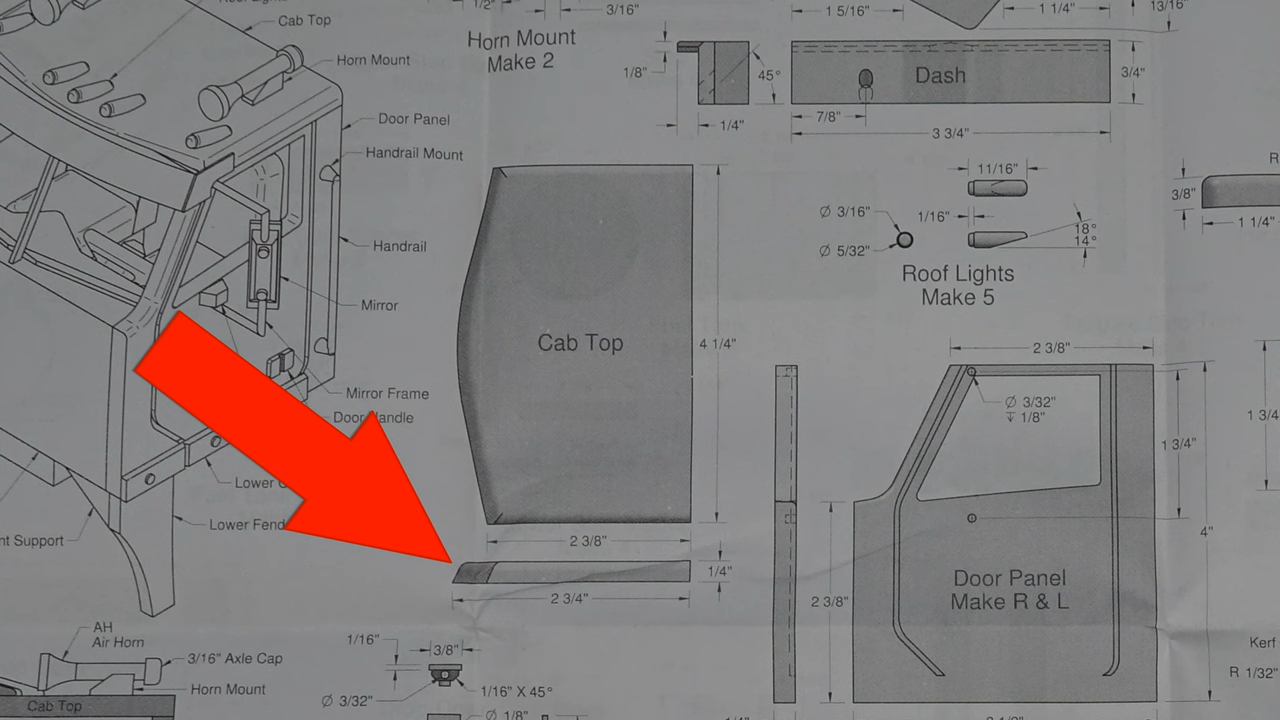 Cab Top
Horn Mount
Door Panel
Handrail Mount
Handrail
Mirror
Mirror Frame
Lower
Lower
Support
AH
Air Horn
3/16" Axle Cap
Horn Mount
Cab Top
1/2"
3/16"
Horn Mount
Make 2
1/8"
45°
1/4"
1 5/16"
1 1/4"
13/16"
Dash
3/4"
7/8"
3 3/4"
Cab Top
4 1/4"
2 3/8"
1/4"
2 3/4"
11/16"
Ø 3/16"
1/16"
Ø 5/32"
18°
14°
Roof Lights
Make 5
R
3/8"
1 1/4"
2 3/8"
Ø 3/32"
↧ 1/8"
1 3/4"
4"
1 3/4
2 3/8"
Door Panel
Make R & L
Kerf
R 1/32"
1/16"
3/8"
Ø 3/32"
1/16 X 45°
Ø 1/8"